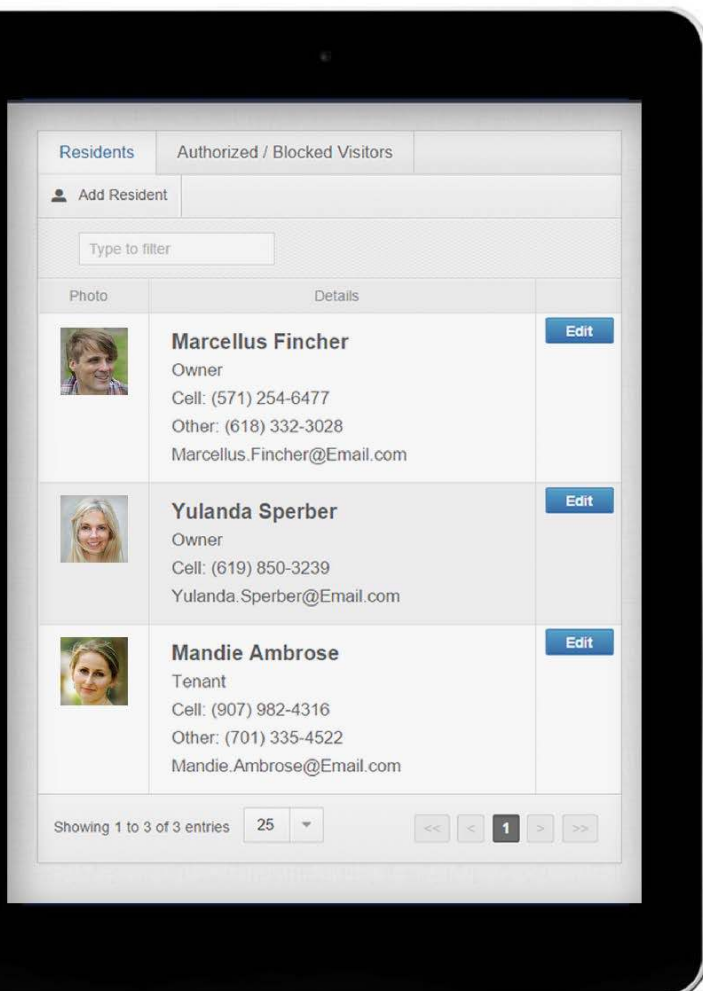 Residents Authorized / Blocked Visitors
Add Resident
Type to filter
Photo Details
Marcellus Fincher Edit
Owner
Cell: (571) 254-6477
Other: (618) 332-3028
Marcellus.Fincher@Email.com
Yulanda Sperber Edit
Owner
Cell: (619) 850-3239
Yulanda.Sperber@Email.com
Mandie Ambrose Edit
Tenant
Cell: (907) 982-4316
Other: (701) 335-4522
Mandie.Ambrose@Email.com
Showing 1 to 3 of 3 entries 25 << < 1 > >>